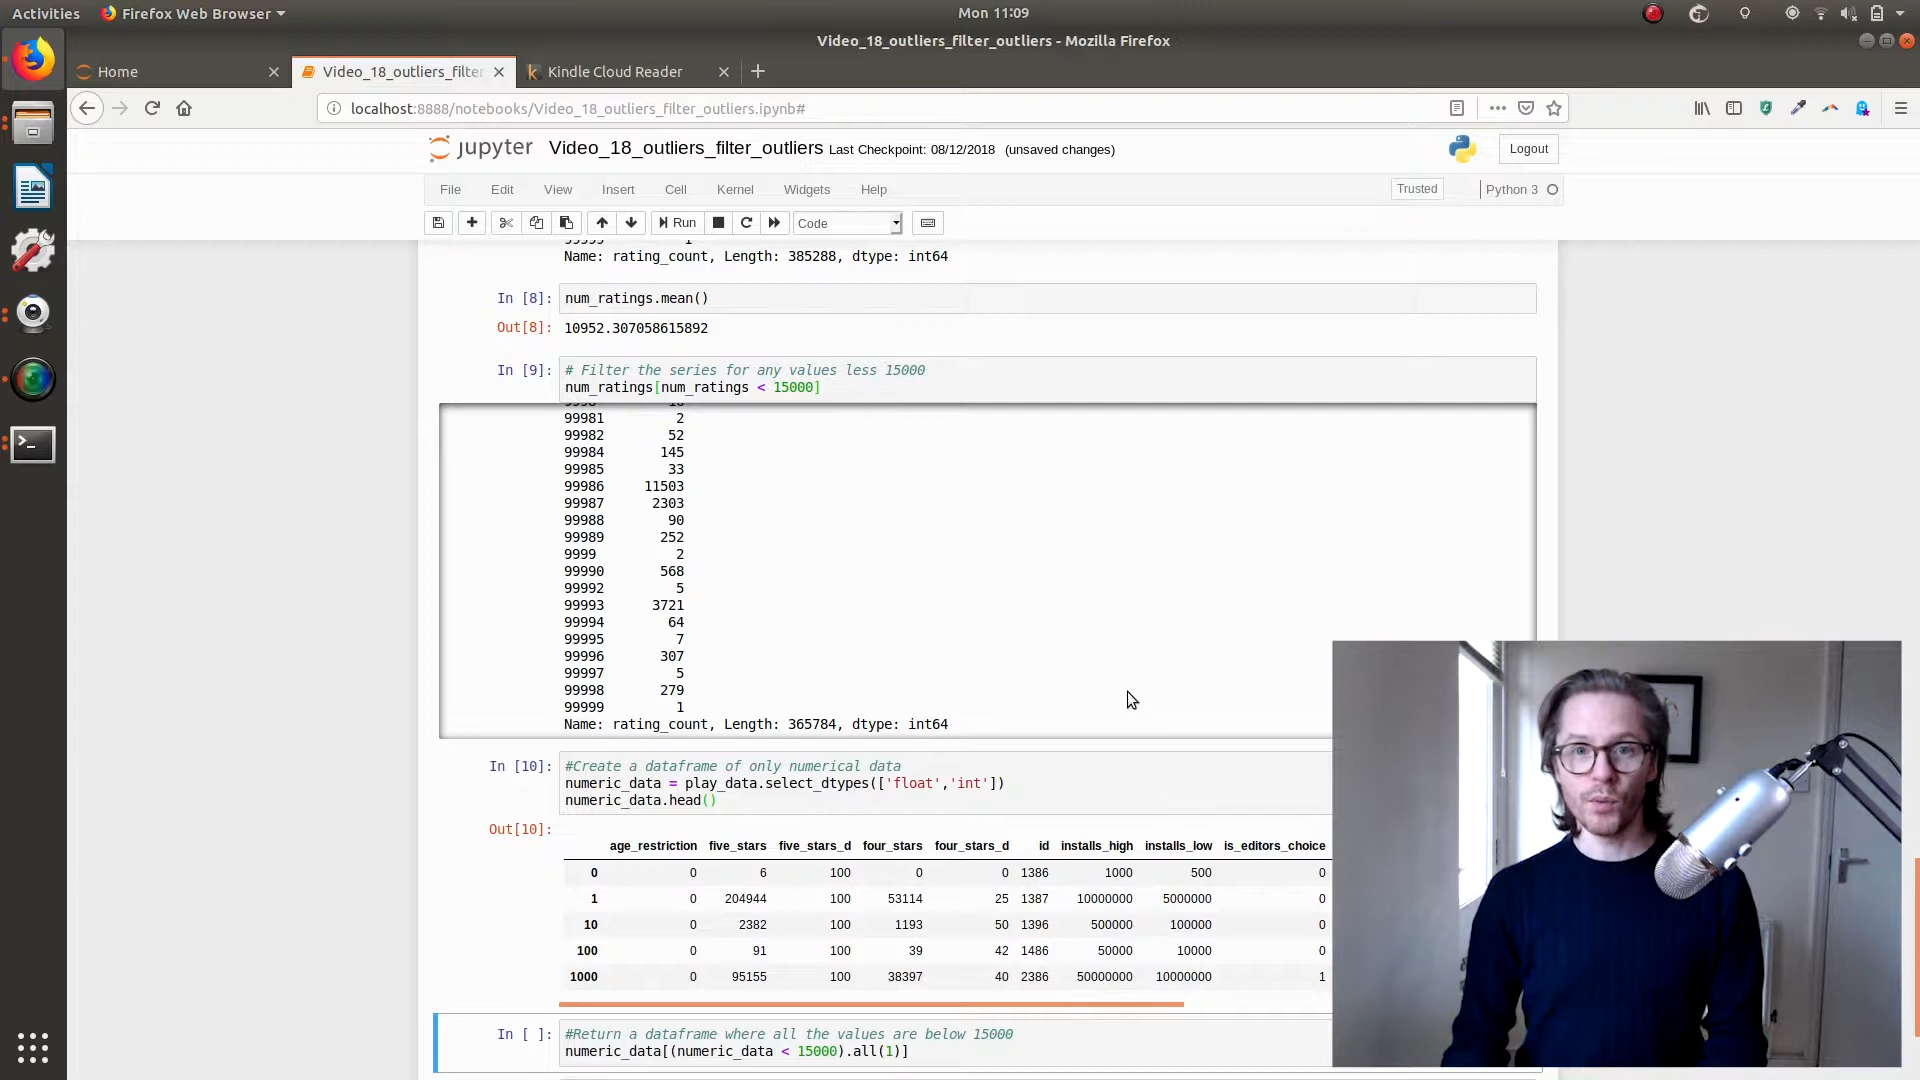 Activities Firefox Web Browser Mon 11:09
Video_18_outliers_filter_outliers - Mozilla Firefox
Home Video_18_outliers_filter Kindle Cloud Reader
localhost:8888/notebooks/Video_18_outliers_filter_outliers.ipynb#
jupyter Video_18_outliers_filter_outliers Last Checkpoint: 08/12/2018 (unsaved changes) Logout
File Edit View Insert Cell Kernel Widgets Help Trusted Python 3
Run Code
Name: rating_count, Length: 385288, dtype: int64
In [8]: num_ratings.mean()
Out[8]: 10952.307058615892
In [9]: # Filter the series for any values less 15000
num_ratings[num_ratings < 15000]
99981 2
99982 52
99984 145
99985 33
99986 11503
99987 2303
99988 90
99989 252
9999 2
99990 568
99992 5
99993 3721
99994 64
99995 7
99996 307
99997 5
99998 279
99999 1
Name: rating_count, Length: 365784, dtype: int64
In [10]: #Create a dataframe of only numerical data
numeric_data = play_data.select_dtypes(['float','int'])
numeric_data.head()
Out[10]:
age_restriction five_stars five_stars_d four_stars four_stars_d id installs_high installs_low is_editors_choice
0 0 6 100 0 0 1386 1000 500 0
1 0 204944 100 53114 25 1387 10000000 5000000 0
10 0 2382 100 1193 50 1396 500000 100000 0
100 0 91 100 39 42 1486 50000 10000 0
1000 0 95155 100 38397 40 2386 50000000 10000000 1
In [ ]: #Return a dataframe where all the values are below 15000
numeric_data[(numeric_data < 15000).all(1)]